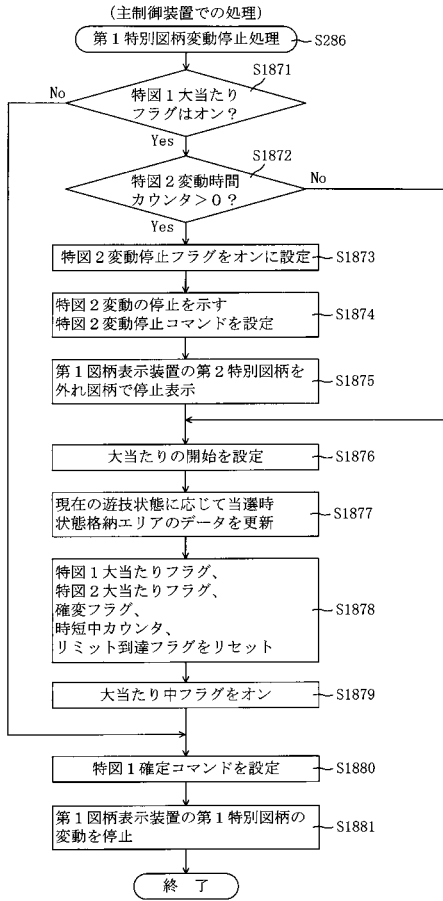 (主制御装置での処理)
第1特別図柄変動停止処理
S286
S1871
特図1大当たり
フラグはオン?
No
Yes
S1872
特図2変動時間
カウンタ>0?
No
Yes
特図2変動停止フラグをオンに設定
S1873
特図2変動の停止を示す
特図2変動停止コマンドを設定
S1874
第1図柄表示装置の第2特別図柄を
外れ図柄で停止表示
S1875
大当たりの開始を設定
S1876
現在の遊技状態に応じて当選時
状態格納エリアのデータを更新
S1877
特図1大当たりフラグ、
特図2大当たりフラグ、
確変フラグ、
時短中カウンタ、
リミット到達フラグをリセット
S1878
大当たり中フラグをオン
S1879
特図1確定コマンドを設定
S1880
第1図柄表示装置の第1特別図柄の
変動を停止
S1881
終 了